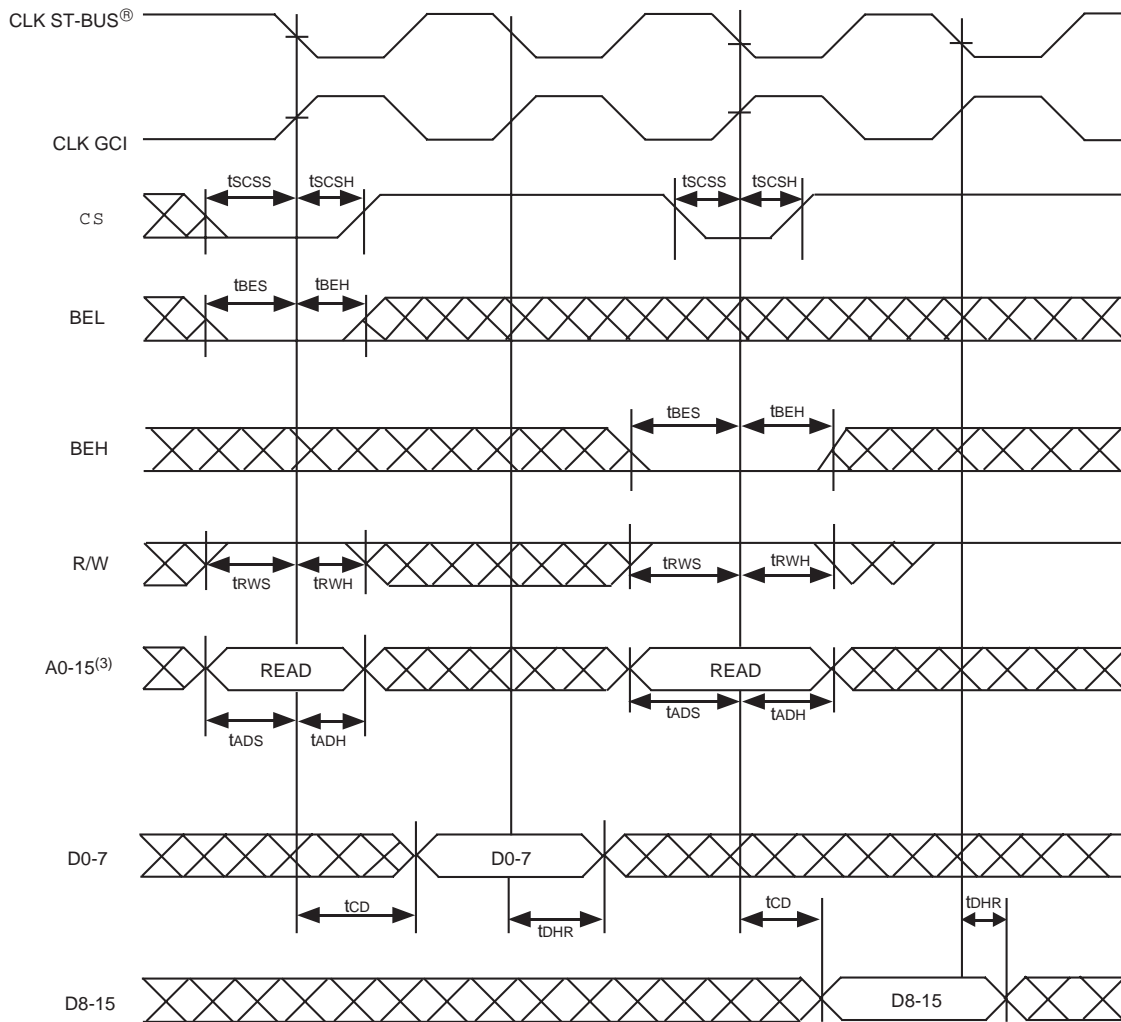 CLK ST-BUS®
CLK GCI
tSCSS
tSCSH
tSCSS
tSCSH
CS
tBES
tBEH
BEL
tBES
tBEH
BEH
R/W
tRWS
tRWH
tRWS
tRWH
A0-15(3)
READ
READ
tADS
tADH
tADS
tADH
D0-7
D0-7
tCD
tDHR
tCD
tDHR
D8-15
D8-15